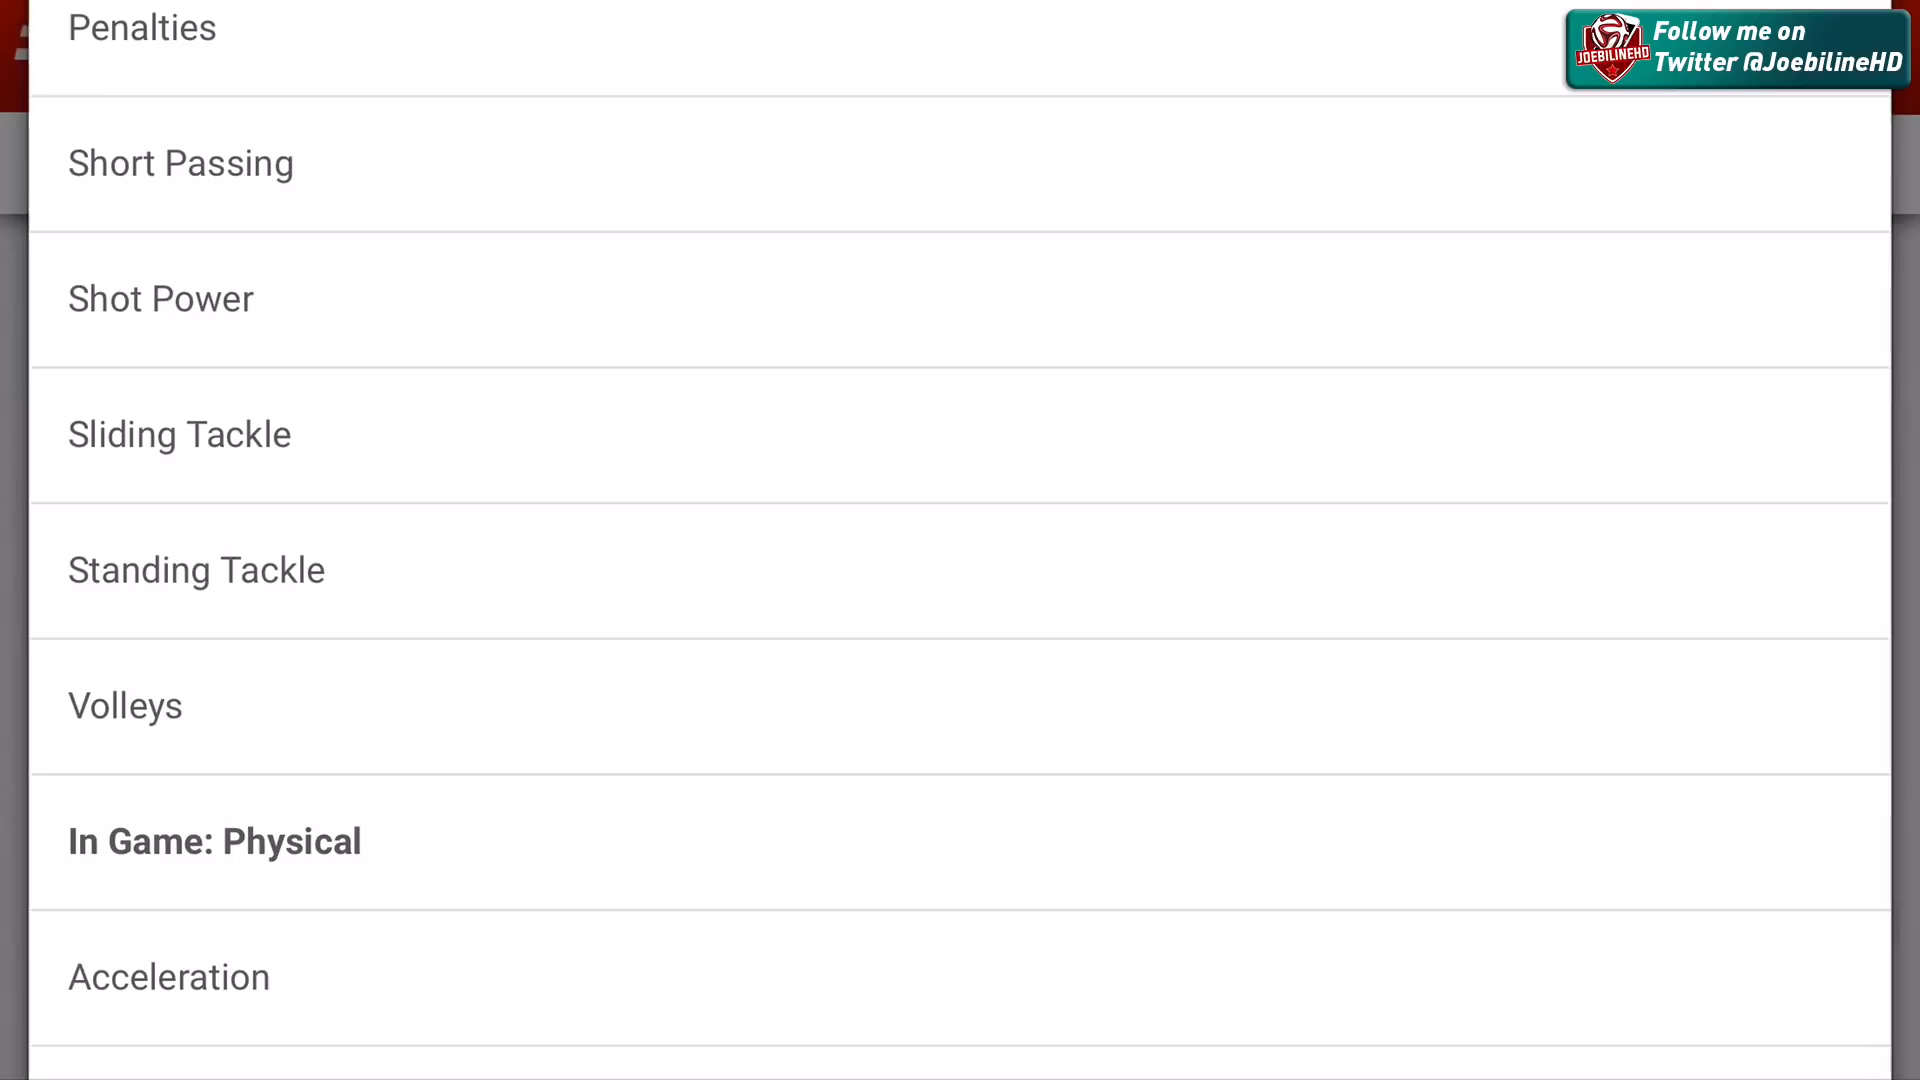 Penalties
Follow me on
Twitter @JoebilineHD
JOEBILINEHD
Short Passing
Shot Power
Sliding Tackle
Standing Tackle
Volleys
In Game: Physical
Acceleration